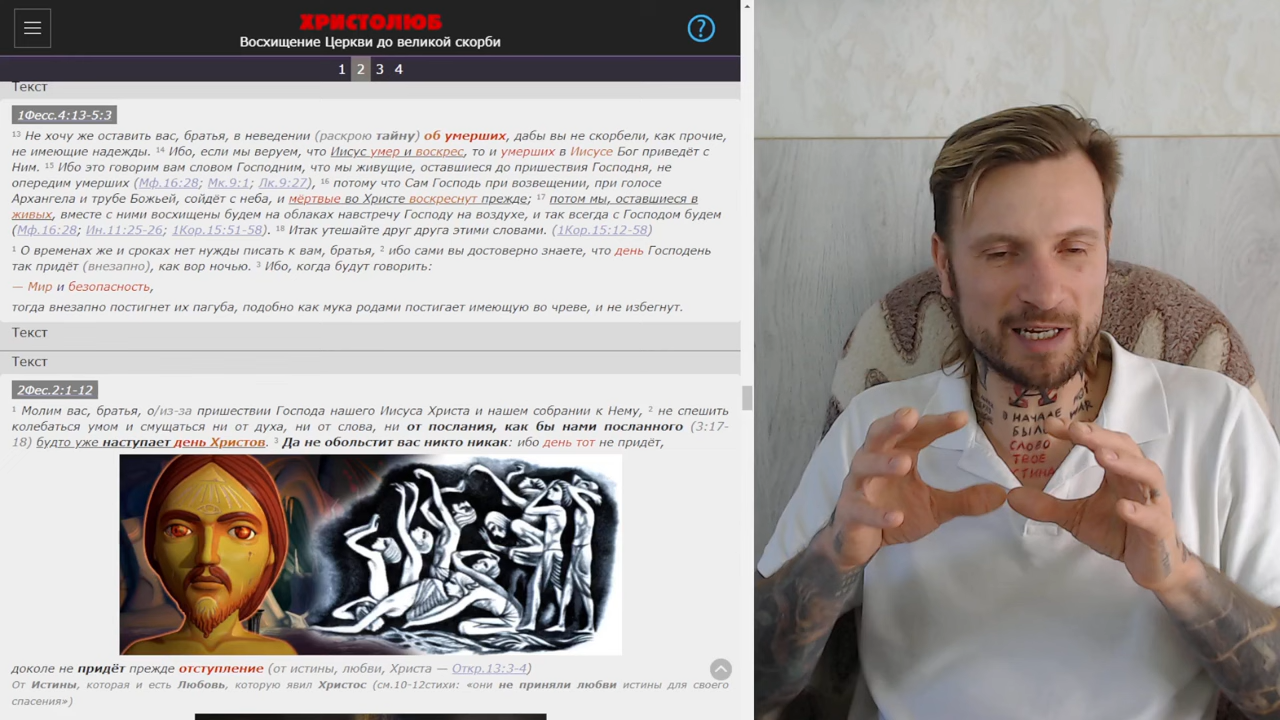 ХРИСТОЛЮБ
Восхищение Церкви до великой скорби
?
1 2 3 4
Текст
1Фесс.4:13-5:3
13 Не хочу же оставить вас, братья, в неведении (раскрою тайну) об умерших, дабы вы не скорбели, как прочие,
не имеющие надежды. 14 Ибо, если мы веруем, что Иисус умер и воскрес, то и умерших в Иисусе Бог приведёт с
Ним. 15 Ибо это говорим вам словом Господним, что мы живущие, оставшиеся до пришествия Господня, не
опередим умерших (Мф.16:28; Мк.9:1; Лк.9:27), 16 потому что Сам Господь при возвещении, при голосе
Архангела и трубе Божьей, сойдёт с неба, и мёртвые во Христе воскреснут прежде; 17 потом мы, оставшиеся в
живых, вместе с ними восхищены будем на облаках навстречу Господу на воздухе, и так всегда с Господом будем
(Мф.16:28; Ин.11:25-26; 1Кор.15:51-58). 18 Итак утешайте друг друга этими словами. (1Кор.15:12-58)
1 О временах же и сроках нет нужды писать к вам, братья, 2 ибо сами вы достоверно знаете, что день Господень
так придёт (внезапно), как вор ночью. 3 Ибо, когда будут говорить:
— Мир и безопасность,
тогда внезапно постигнет их пагуба, подобно как мука родами постигает имеющую во чреве, и не избегнут.
Текст
Текст
2Фес.2:1-12
1 Молим вас, братья, о/из-за пришествии Господа нашего Иисуса Христа и нашем собрании к Нему, 2 не спешить
колебаться умом и смущаться ни от духа, ни от слова, ни от послания, как бы нами посланного (3:17-
18) будто уже наступает день Христов. 3 Да не обольстит вас никто никак: ибо день тот не придёт,
доколе не придёт прежде отступление (от истины, любви, Христа — Откр.13:3-4)
От Истины, которая и есть Любовь, которую явил Христос (см.10-12стихи: «они не приняли любви истины для своего
спасения»)
В НАЧАЛЕ
БЫЛО
СЛОВО
ТВОЕ